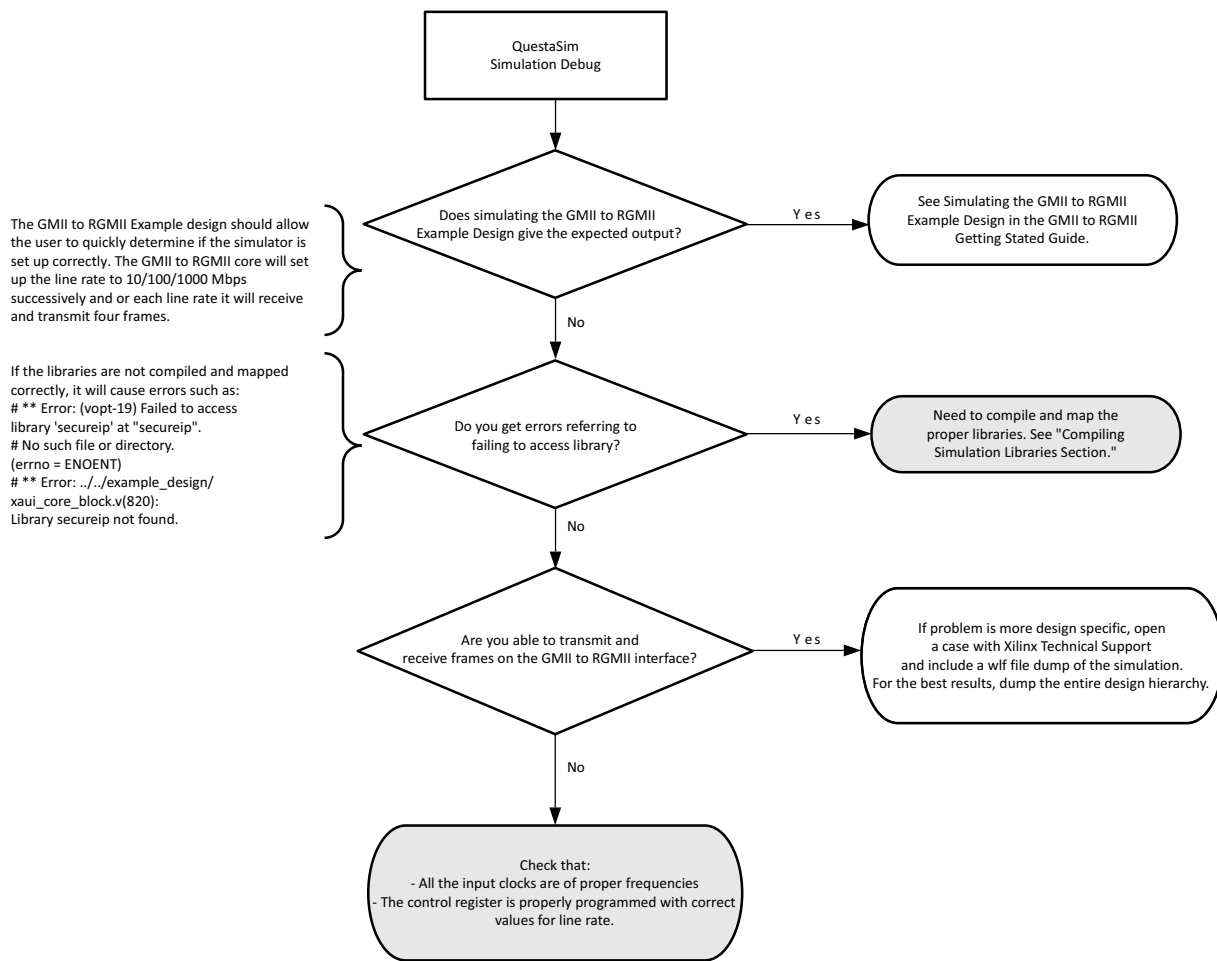 QuestaSim
Simulation Debug
Does simulating the GMII to RGMII
Example Design give the expected output?
Yes
See Simulating the GMII to RGMII
Example Design in the GMII to RGMII
Getting Stated Guide.
The GMII to RGMII Example design should allow
the user to quickly determine if the simulator is
set up correctly. The GMII to RGMII core will set
up the line rate to 10/100/1000 Mbps
successively and or each line rate it will receive
and transmit four frames.
No
If the libraries are not compiled and mapped
correctly, it will cause errors such as:
# ** Error: (vopt-19) Failed to access
library 'secureip' at "secureip".
# No such file or directory.
(errno = ENOENT)
# ** Error: ../../example_design/
xaui_core_block.v(820):
Library secureip not found.
Do you get errors referring to
failing to access library?
Yes
Need to compile and map the
proper libraries. See "Compiling
Simulation Libraries Section."
No
Are you able to transmit and
receive frames on the GMII to RGMII interface?
Yes
If problem is more design specific, open
a case with Xilinx Technical Support
and include a wlf file dump of the simulation.
For the best results, dump the entire design hierarchy.
No
Check that:
- All the input clocks are of proper frequencies
- The control register is properly programmed with correct
values for line rate.